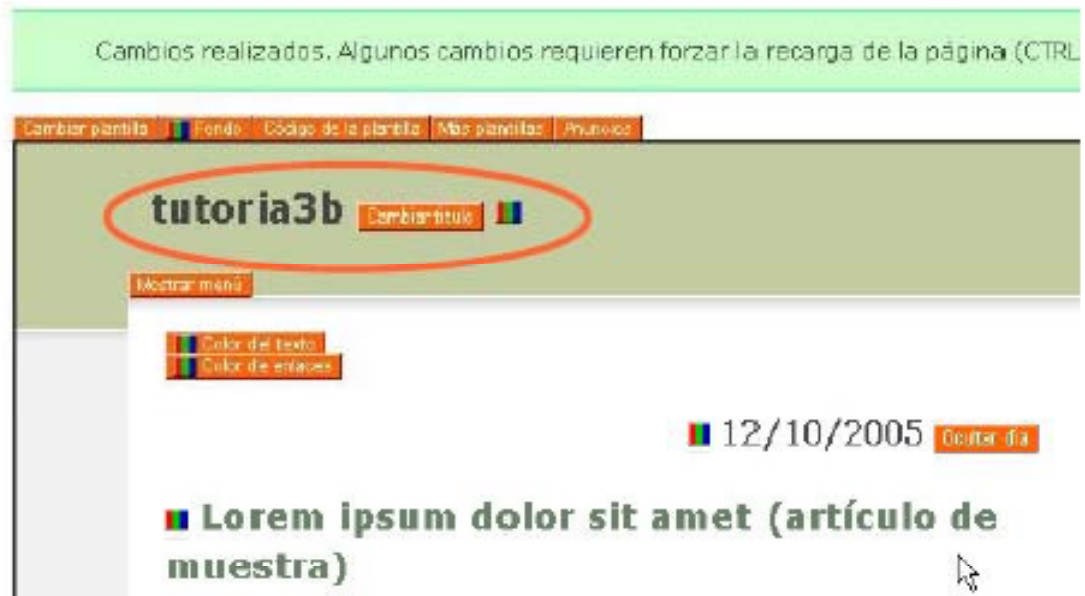 Cambios realizados. Algunos cambios requieren forzar la recarga de la página (CTRL
Cambiar plantilla Fondo Código de la plantilla Más plantillas Anuncios
tutoria3b Cambiar título
Mostrar menú
Color del texto
Color de enlaces
12/10/2005 Ocultar día
Lorem ipsum dolor sit amet (artículo de
muestra)